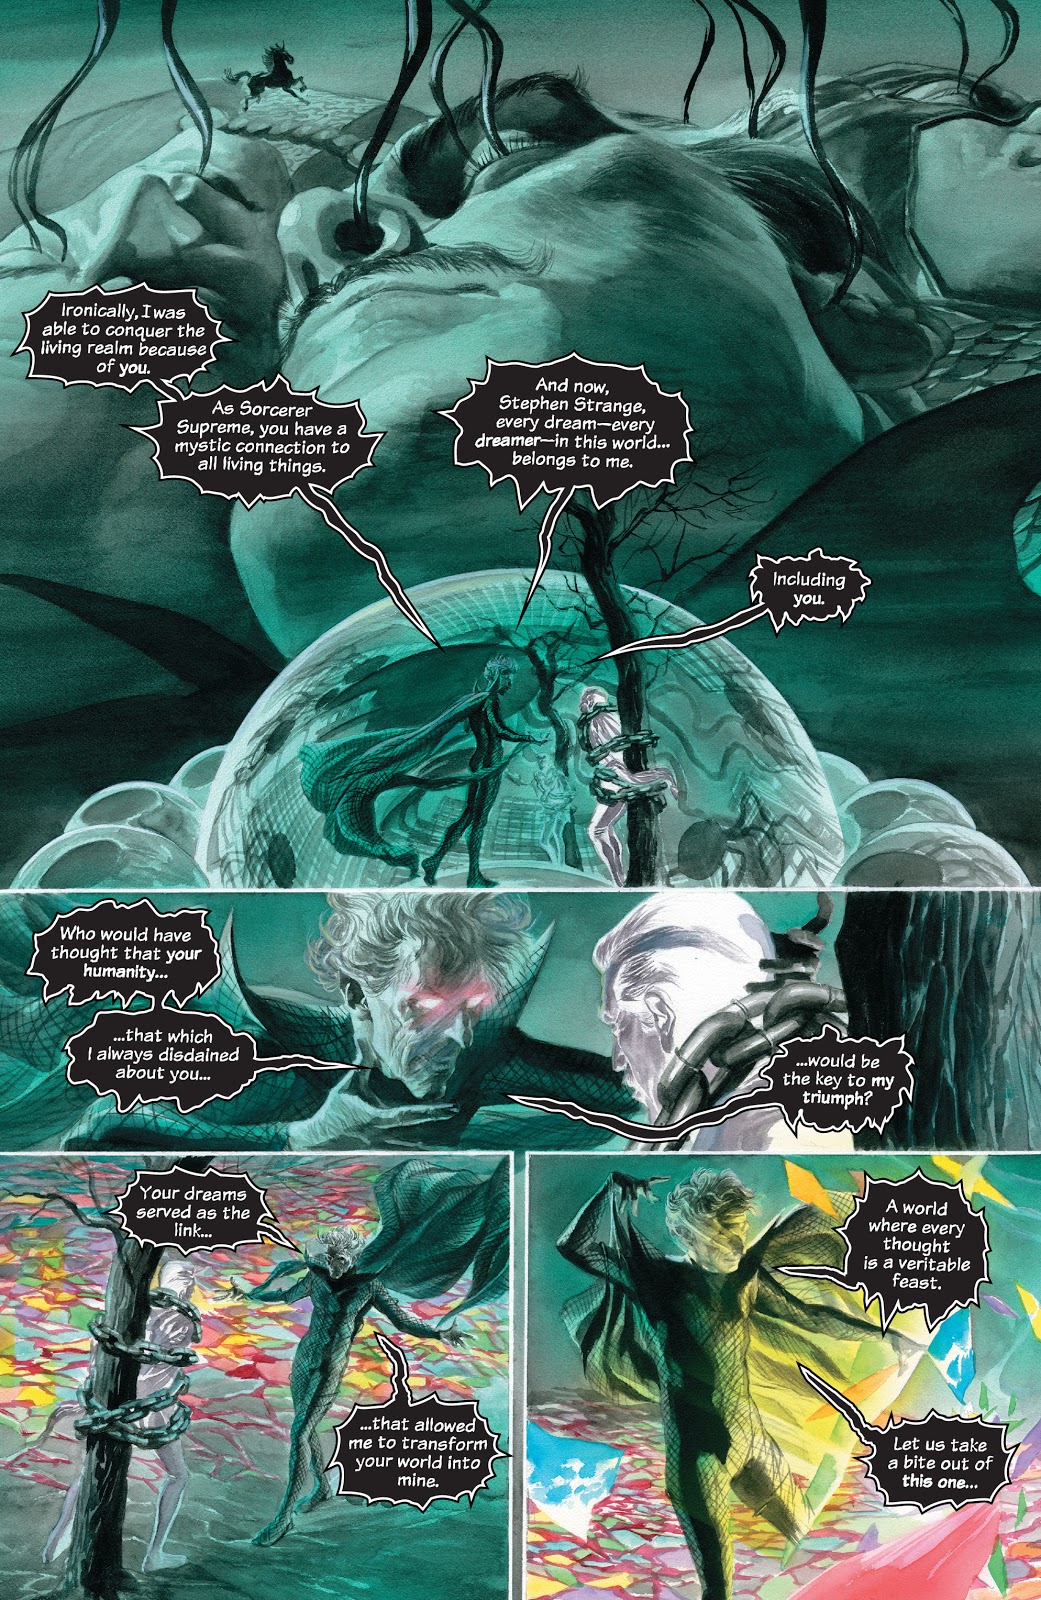 Ironically, I was
able to conquer the
living realm because
of you.
As Sorcerer
Supreme, you have a
mystic connection to
all living things.
And now,
Stephen Strange,
every dream—every
dreamer—in this world...
belongs to me.
Including
you.
Who would have
thought that your
humanity...
...that which
I always disdained
about you...
...would be
the key to my
triumph?
Your dreams
served as the
link...
...that allowed
me to transform
your world into
mine.
A world
where every
thought
is a veritable
feast.
Let us take
a bite out of
this one...